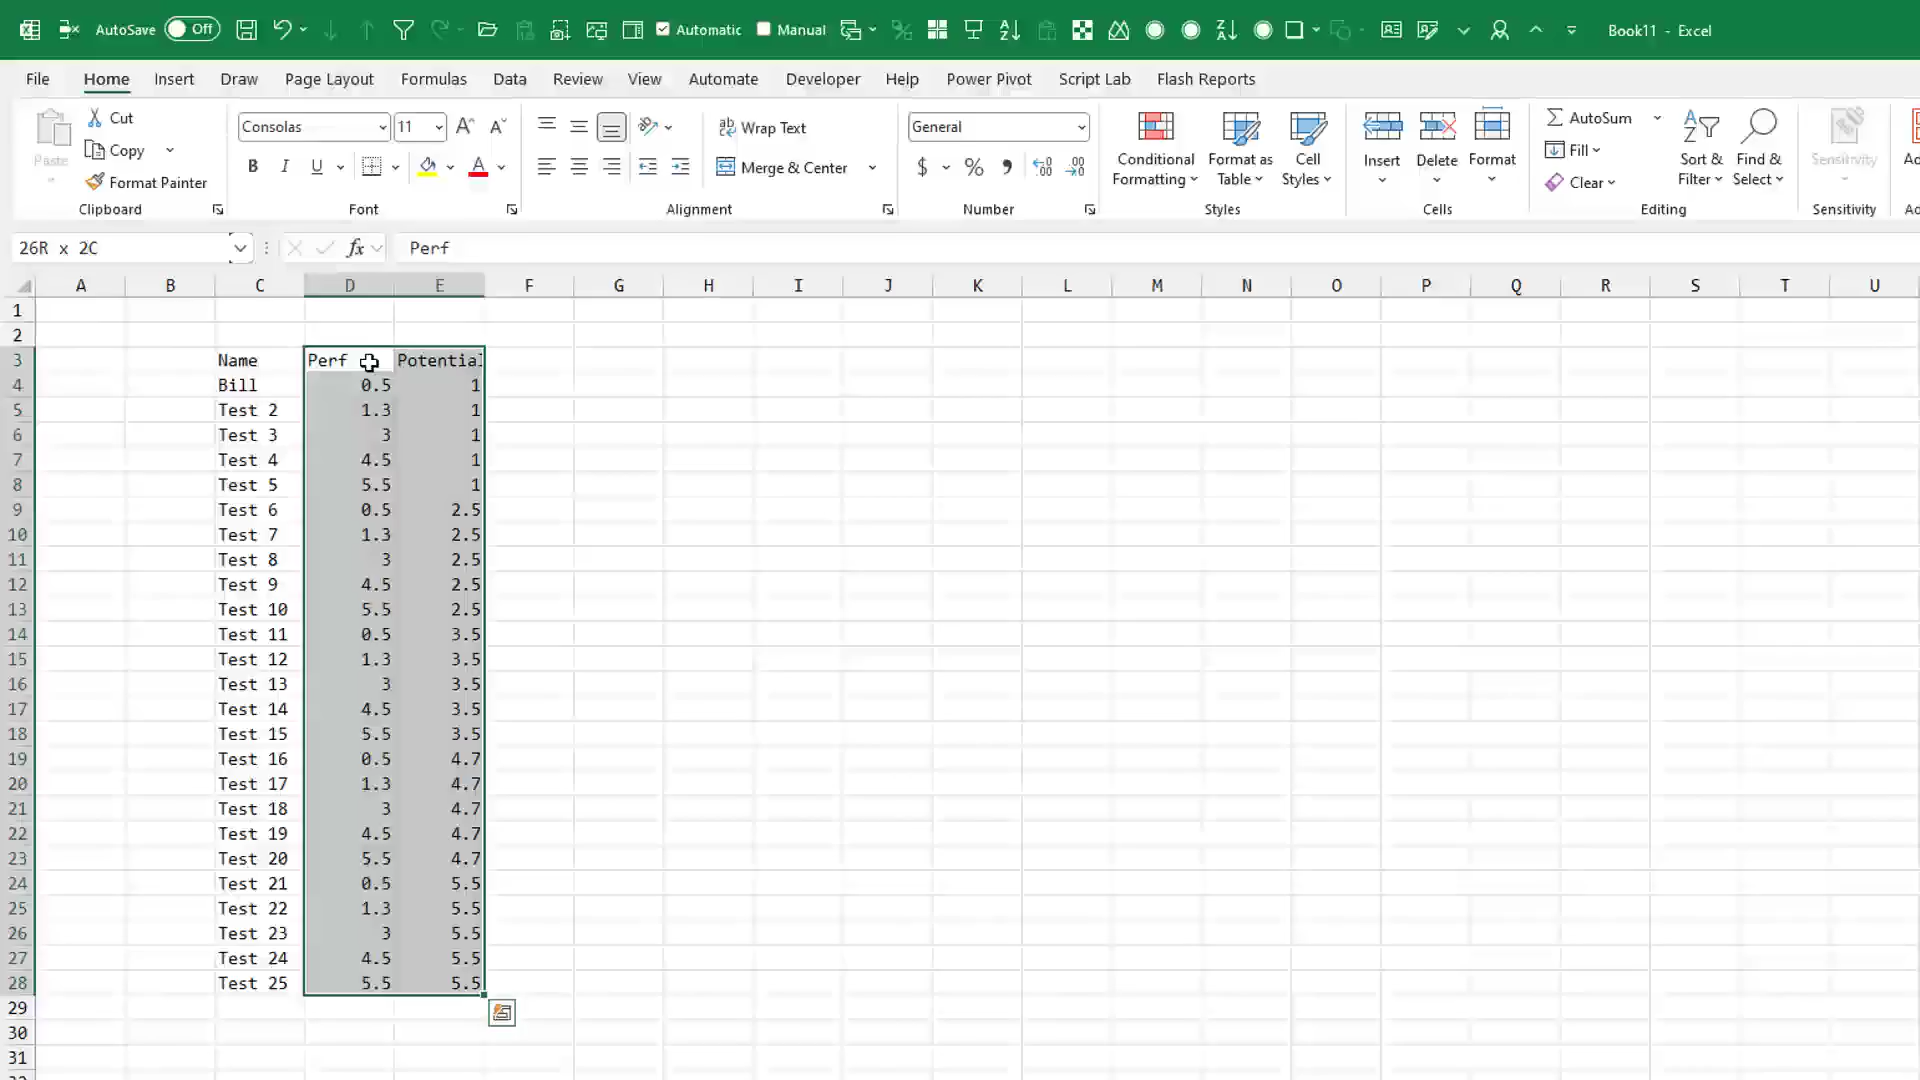 AutoSave Off Automatic Manual Book11 - Excel
File Home Insert Draw Page Layout Formulas Data Review View Automate Developer Help Power Pivot Script Lab Flash Reports
Paste Cut Copy Format Painter
Consolas 11
B I U A
Wrap Text
Merge & Center
General
$ %
Conditional Formatting
Format as Table
Cell Styles
Insert Delete Format
AutoSum
Fill
Clear
Sort & Filter
Find & Select
Sensitivity
Clipboard Font Alignment Number Styles Cells Editing Sensitivity
26R x 2C fx Perf
A B C D E F G H I J K L M N O P Q R S T U
1
2
3 Name Perf Potential
4 Bill 0.5 1
5 Test 2 1.3 1
6 Test 3 3 1
7 Test 4 4.5 1
8 Test 5 5.5 1
9 Test 6 0.5 2.5
10 Test 7 1.3 2.5
11 Test 8 3 2.5
12 Test 9 4.5 2.5
13 Test 10 5.5 2.5
14 Test 11 0.5 3.5
15 Test 12 1.3 3.5
16 Test 13 3 3.5
17 Test 14 4.5 3.5
18 Test 15 5.5 3.5
19 Test 16 0.5 4.7
20 Test 17 1.3 4.7
21 Test 18 3 4.7
22 Test 19 4.5 4.7
23 Test 20 5.5 4.7
24 Test 21 0.5 5.5
25 Test 22 1.3 5.5
26 Test 23 3 5.5
27 Test 24 4.5 5.5
28 Test 25 5.5 5.5
29
30
31